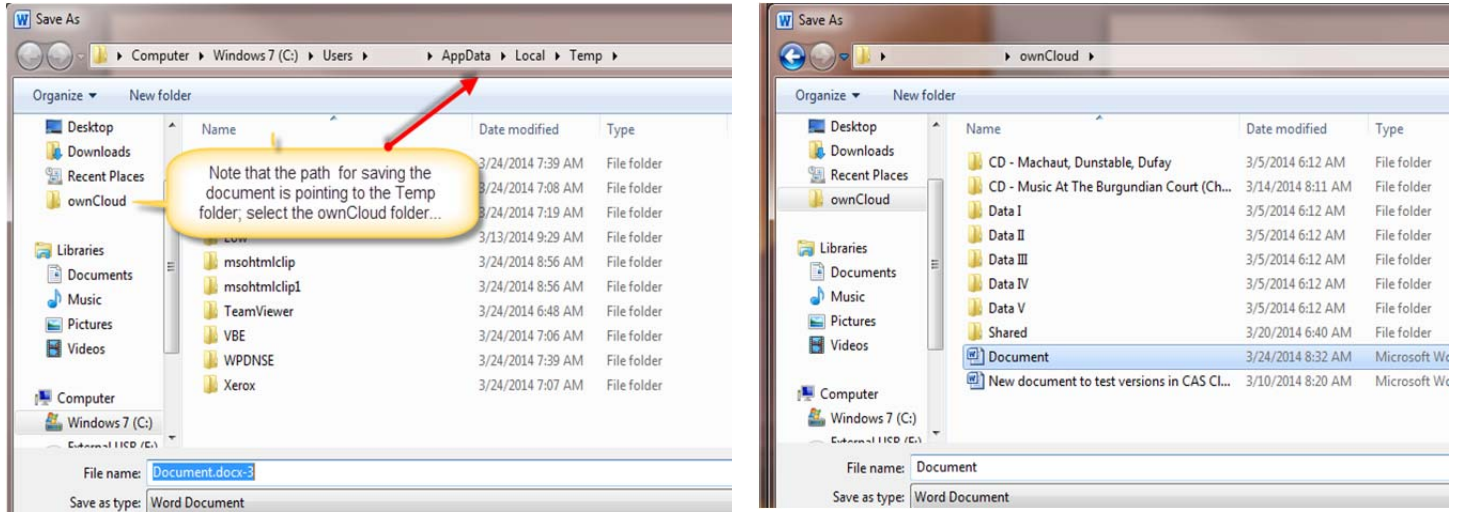 Save As
Computer Windows 7 (C:) Users AppData Local Temp
Organize New folder
Desktop
Downloads
Recent Places
ownCloud
Libraries
Documents
Music
Pictures
Videos
Computer
Windows 7 (C:)
External USB
Name Date modified Type
Note that the path for saving the
document is pointing to the Temp
folder; select the ownCloud folder...
3/24/2014 7:39 AM File folder
3/24/2014 7:08 AM File folder
3/24/2014 7:19 AM File folder
Low 3/13/2014 9:29 AM File folder
msohtmlclip 3/24/2014 8:56 AM File folder
msohtmlclip1 3/24/2014 8:56 AM File folder
TeamViewer 3/24/2014 6:48 AM File folder
VBE 3/24/2014 7:06 AM File folder
WPDNSE 3/24/2014 7:39 AM File folder
Xerox 3/24/2014 7:07 AM File folder
File name: Document.docx-3
Save as type: Word Document
Save As
ownCloud
Organize New folder
Desktop
Downloads
Recent Places
ownCloud
Libraries
Documents
Music
Pictures
Videos
Computer
Windows 7 (C:)
External USB
Name Date modified Type
CD - Machaut, Dunstable, Dufay 3/5/2014 6:12 AM File folder
CD - Music At The Burgundian Court (Ch... 3/14/2014 8:11 AM File folder
Data I 3/5/2014 6:12 AM File folder
Data II 3/5/2014 6:12 AM File folder
Data III 3/5/2014 6:12 AM File folder
Data IV 3/5/2014 6:12 AM File folder
Data V 3/5/2014 6:12 AM File folder
Shared 3/20/2014 6:40 AM File folder
Document 3/24/2014 8:32 AM Microsoft Wo
New document to test versions in CAS Cl... 3/10/2014 8:20 AM Microsoft Wo
File name: Document
Save as type: Word Document